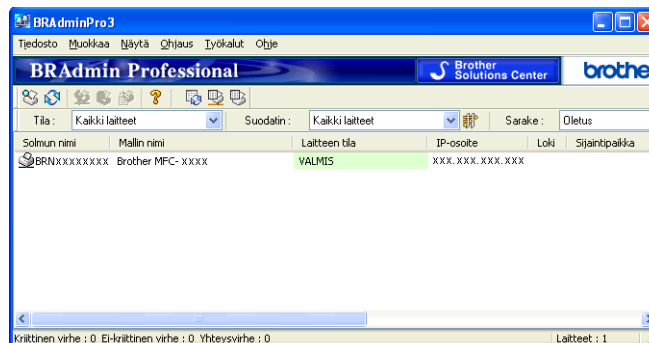 BRAdminPro3
Tiedosto Muokkaa Näytä Ohjaus Työkalut Ohje
BRAdmin Professional Brother Solutions Center brothe
Tila : Kaikki laitteet Suodatin : Kaikki laitteet Sarake : Oletus
Solmun nimi Mallin nimi Laitteen tila IP-osoite Loki Sijaintipaikka
BRNxxxxxxxx Brother MFC- xxxx VALMIS xxx.xxx.xxx.xxx
Kriittinen virhe : 0 Ei-kriittinen virhe : 0 Yhteysvirhe : 0 Laitteet : 1